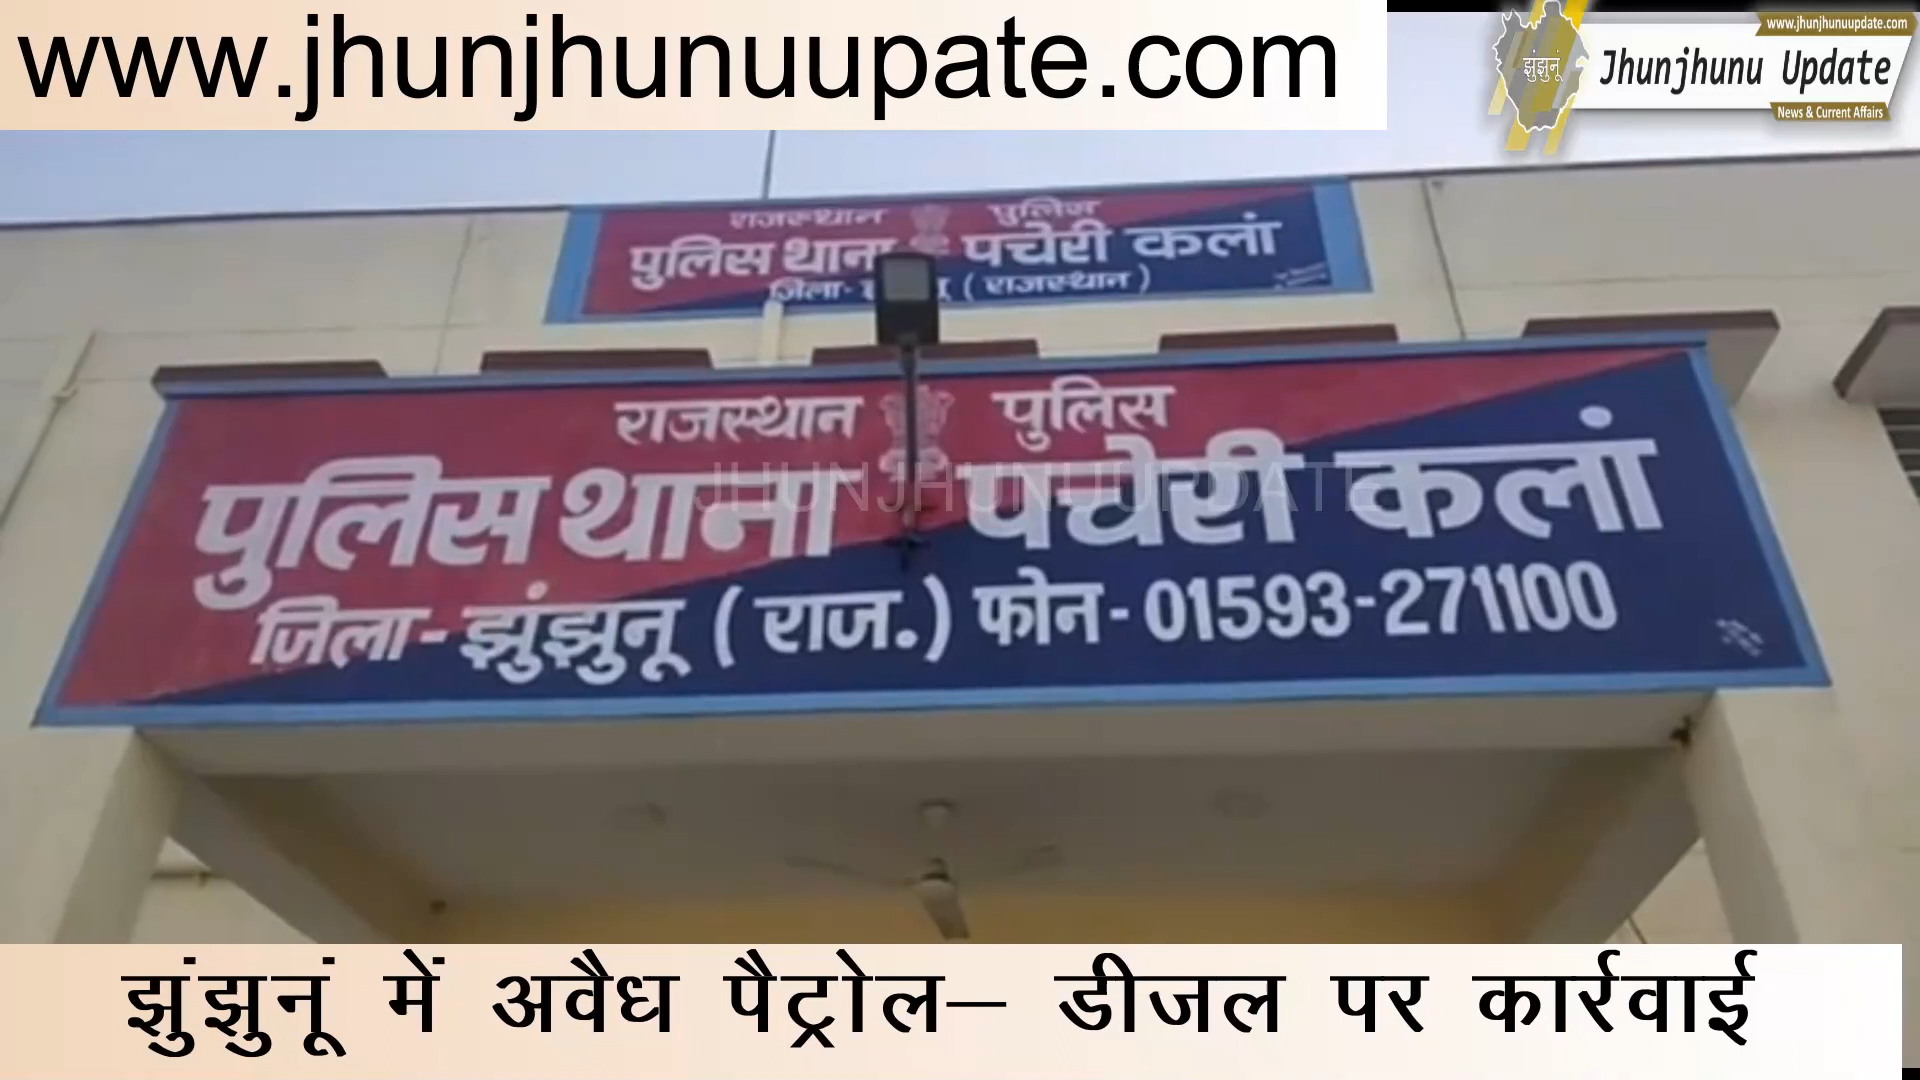 www.jhunjhunuupate.com
www.jhunjhunuupdate.com
झुंझुनूं
Jhunjhunu Update
News & Current Affairs
राजस्थान पुलिस
पुलिस थाना पचेरी कलां
जिला- ( राजस्थान )
राजस्थान पुलिस
पुलिस थाना पचेरी कलां
JHUNJHUNUUPDATE
जिला - झुंझुनू ( राज. ) फोन - 01593-271100
झुंझुनूं में अवैध पैट्रोल– डीजल पर कार्रवाई